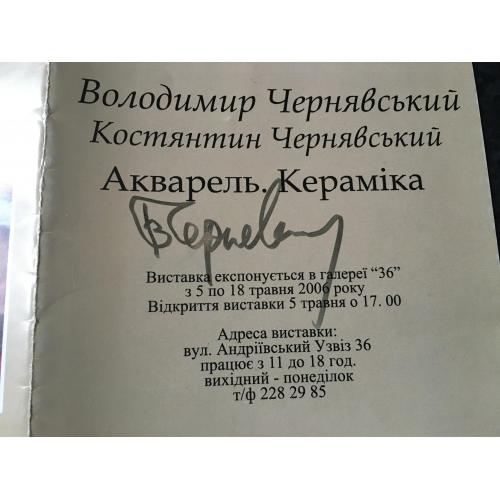 Володимир Чернявський
Костянтин Чернявський
Акварель. Кераміка
Виставка експонується в галереї “36”
з 5 по 18 травня 2006 року
Відкриття виставки 5 травня о 17. 00
Адреса виставки:
вул. Андріївський Узвіз 36
працює з 11 до 18 год.
вихідний - понеділок
т/ф 228 29 85